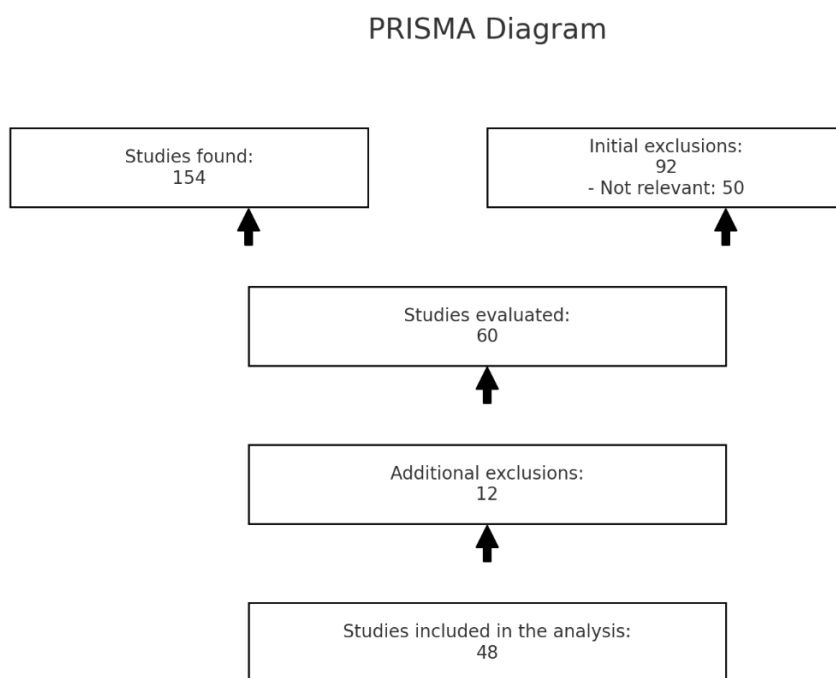 PRISMA Diagram
Studies found:
154
Initial exclusions:
92
- Not relevant: 50
Studies evaluated:
60
Additional exclusions:
12
Studies included in the analysis:
48